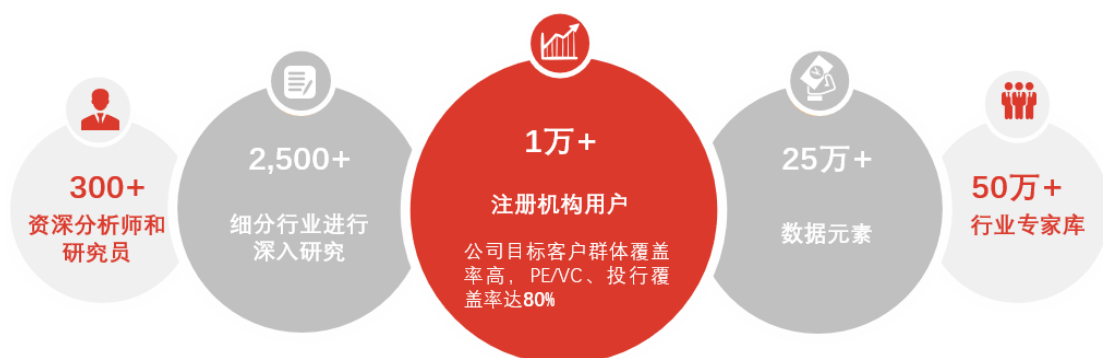 300+
资深分析师和
研究员
2,500+
细分行业进行
深入研究
1万+
注册机构用户
公司目标客户群体覆盖
率高，PE/VC、投行覆
盖率达80%
25万+
数据元素
50万+
行业专家库